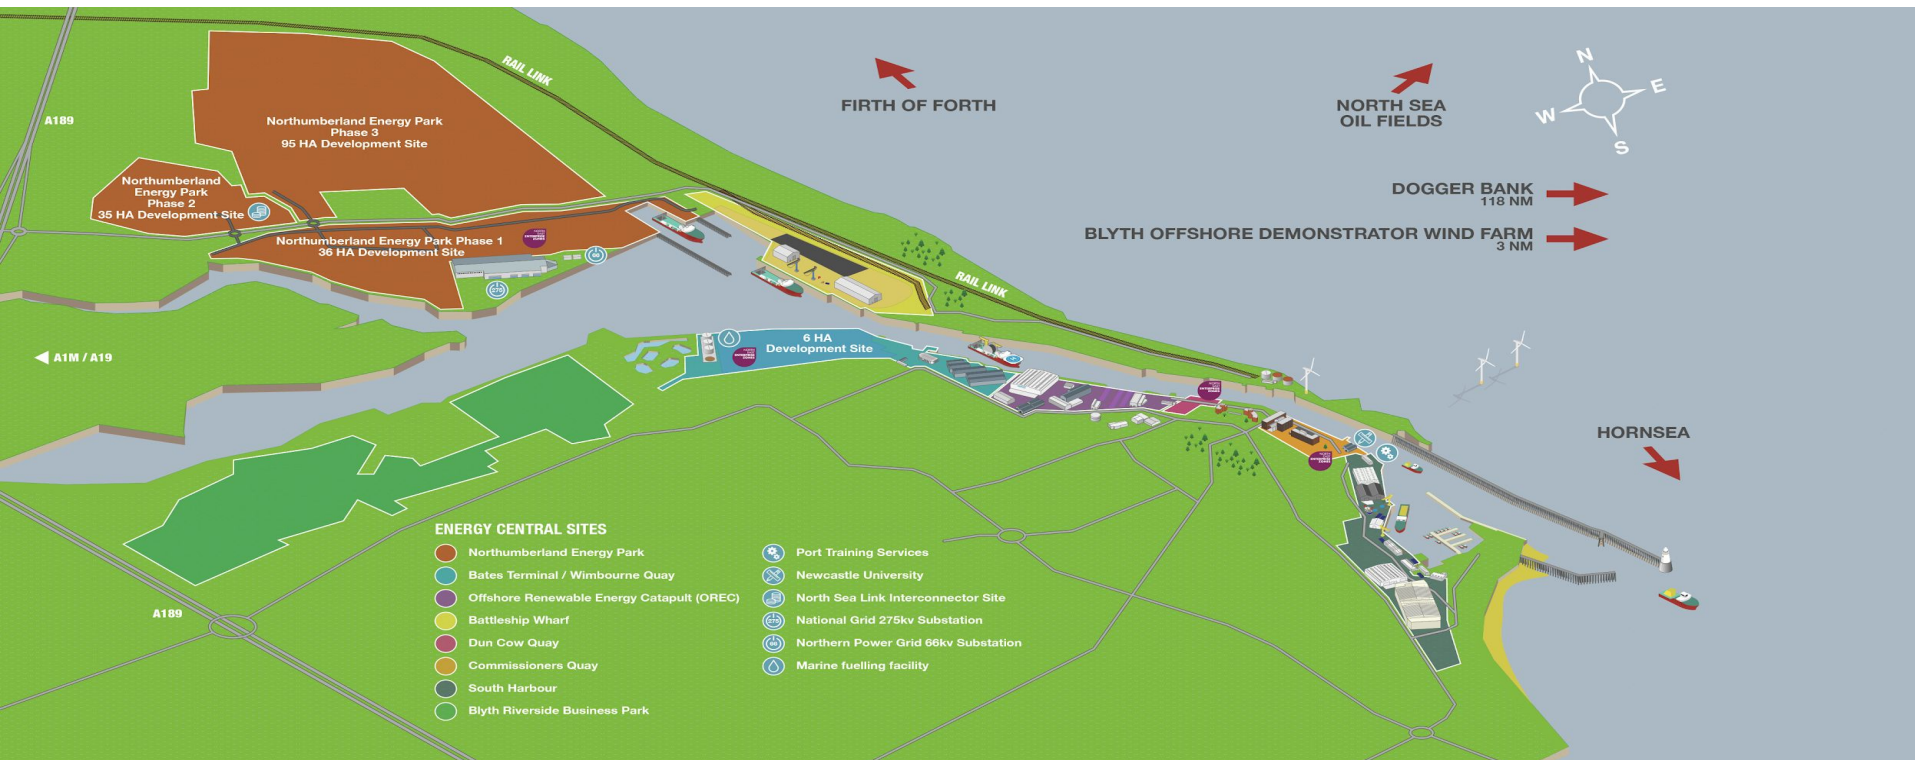 RAIL LINK
FIRTH OF FORTH
NORTH SEA
OIL FIELDS
N
E
W
S
A189
Northumberland Energy Park
Phase 3
95 HA Development Site
Northumberland
Energy Park
Phase 2
35 HA Development Site
DOGGER BANK
118 NM
BLYTH OFFSHORE DEMONSTRATOR WIND FARM
3 NM
Northumberland Energy Park Phase 1
36 HA Development Site
66
275
RAIL LINK
A1M / A19
6 HA
Development Site
HORNSEA
ENERGY CENTRAL SITES
Northumberland Energy Park
Bates Terminal / Wimbourne Quay
Offshore Renewable Energy Catapult (OREC)
Battleship Wharf
Dun Cow Quay
Commissioners Quay
South Harbour
Blyth Riverside Business Park
Port Training Services
Newcastle University
North Sea Link Interconnector Site
275
National Grid 275kv Substation
66
Northern Power Grid 66kv Substation
Marine fuelling facility
A189